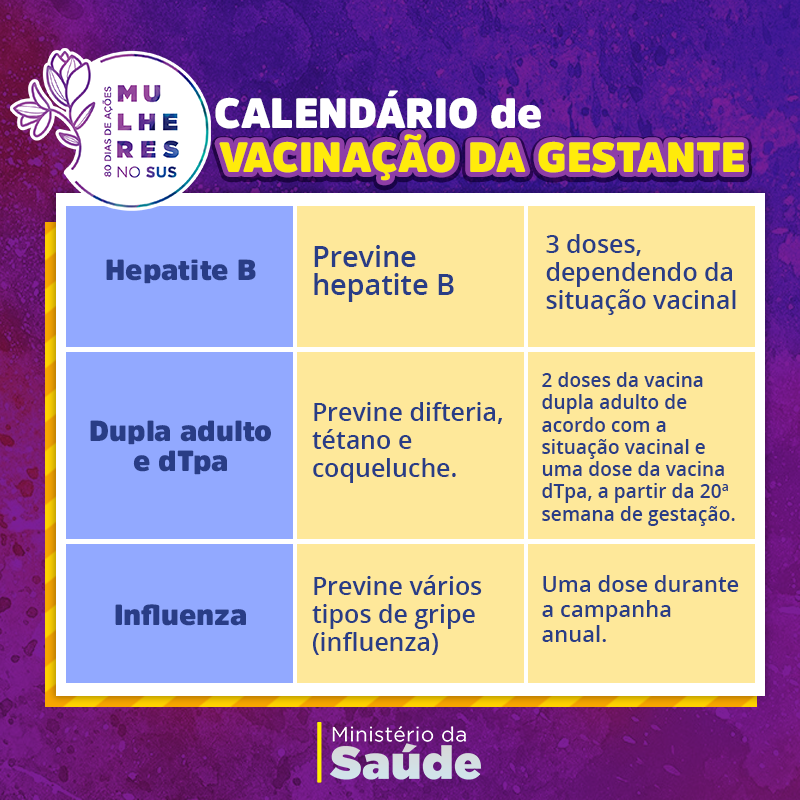 80 DIAS DE AÇÕES
MU
LHE
RES
NO SUS
CALENDÁRIO de
VACINAÇÃO DA GESTANTE
Hepatite B
Previne
hepatite B
3 doses,
dependendo da
situação vacinal
Dupla adulto
e dTpa
Previne difteria,
tétano e
coqueluche.
2 doses da vacina
dupla adulto de
acordo com a
situação vacinal e
uma dose da vacina
dTpa, a partir da 20ª
semana de gestação.
Influenza
Previne vários
tipos de gripe
(influenza)
Uma dose durante
a campanha
anual.
Ministério da
Saúde